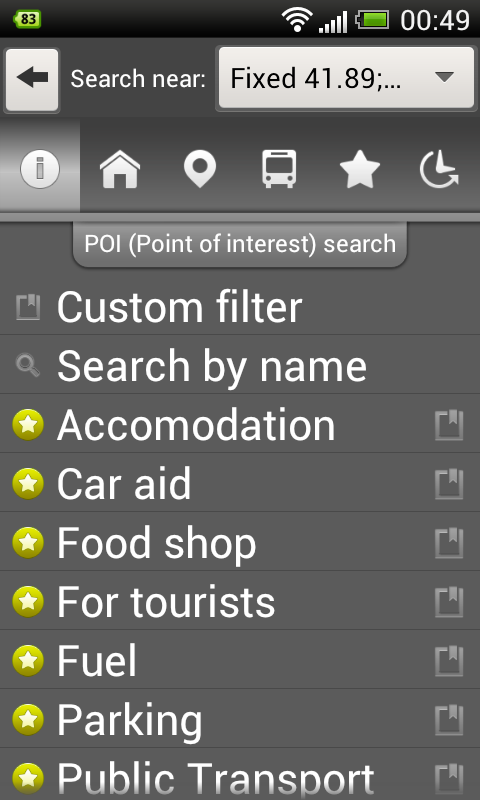 83
00:49
Search near:
Fixed 41.89;...
POI (Point of interest) search
Custom filter
Search by name
Accomodation
Car aid
Food shop
For tourists
Fuel
Parking
Public Transport